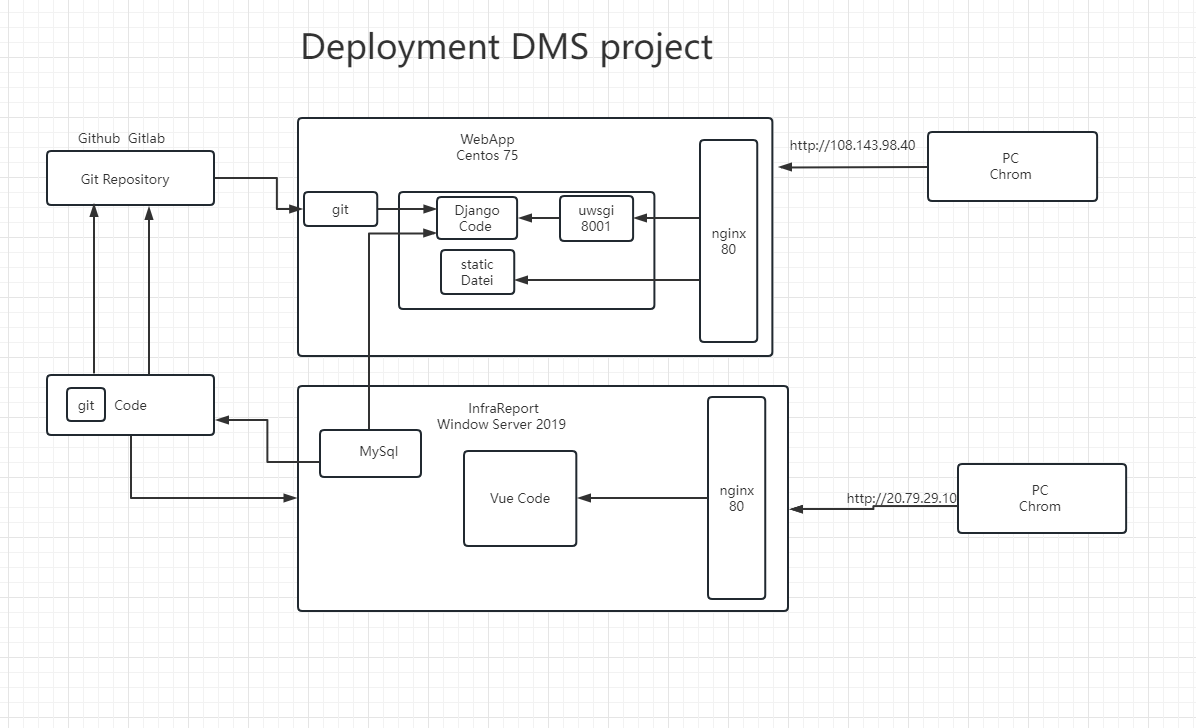 Deployment DMS project
Github  Gitlab
Git Repository
WebApp
Centos 75
git
Django
Code
uwsgi
8001
static
Datei
nginx
80
http://108.143.98.40
PC
Chrom
git
Code
InfraReport
Window Server 2019
MySql
Vue Code
nginx
80
http://20.79.29.10
PC
Chrom